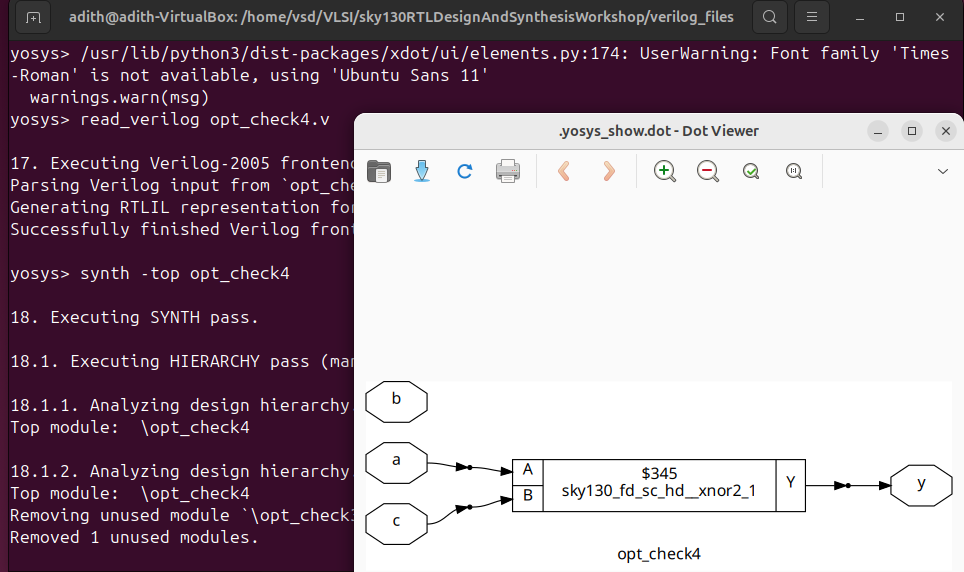 adith@adith-VirtualBox: /home/vsd/VLSI/sky130RTLDesignAndSynthesisWorkshop/verilog_files
yosys> /usr/lib/python3/dist-packages/xdot/ui/elements.py:174: UserWarning: Font family 'Times
-Roman' is not available, using 'Ubuntu Sans 11'
  warnings.warn(msg)
yosys> read_verilog opt_check4.v
17. Executing Verilog-2005 frontend
Parsing Verilog input from `opt_che
Generating RTLIL representation for
Successfully finished Verilog front
yosys> synth -top opt_check4
18. Executing SYNTH pass.
18.1. Executing HIERARCHY pass (man
18.1.1. Analyzing design hierarchy.
Top module:  \opt_check4
18.1.2. Analyzing design hierarchy.
Top module:  \opt_check4
Removing unused module `\opt_check3
Removed 1 unused modules.
.yosys_show.dot - Dot Viewer
b
a
c
A
B
$345
sky130_fd_sc_hd__xnor2_1
Y
y
opt_check4